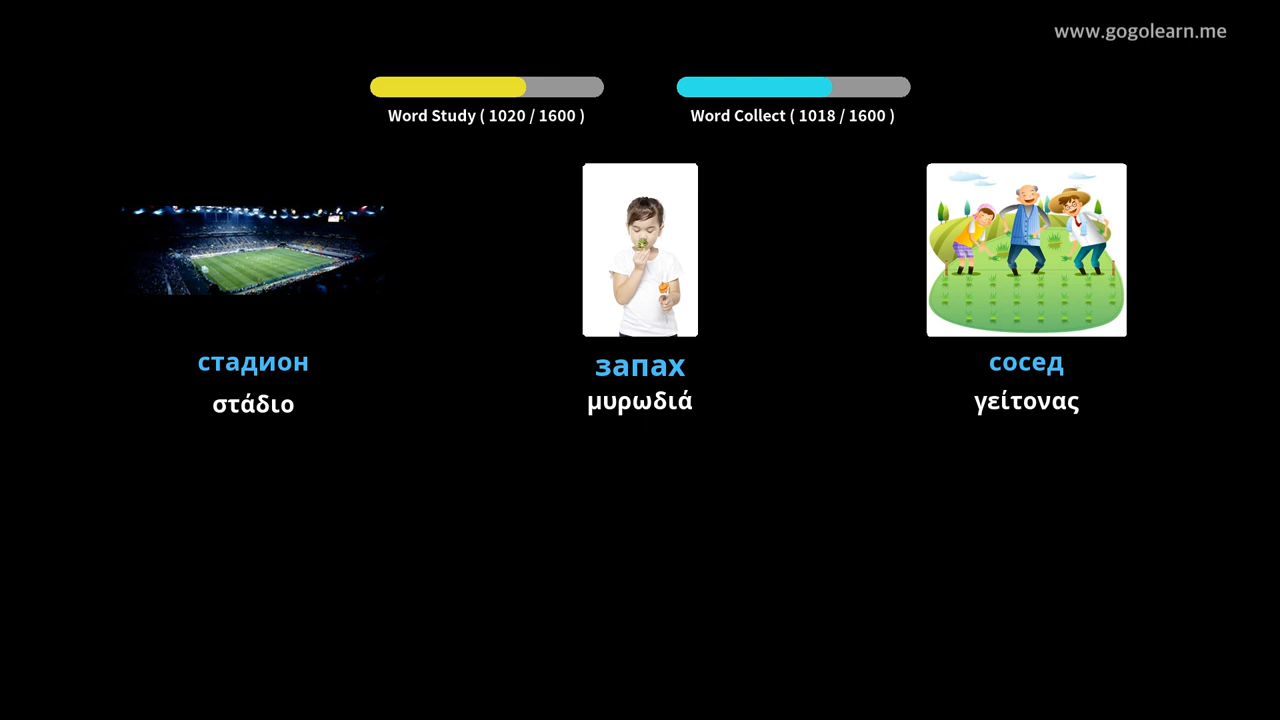 www.gogolearn.me
Word Study ( 1020 / 1600 )
Word Collect ( 1018 / 1600 )
стадион
στάδιο
запах
μυρωδιά
сосед
γείτονας